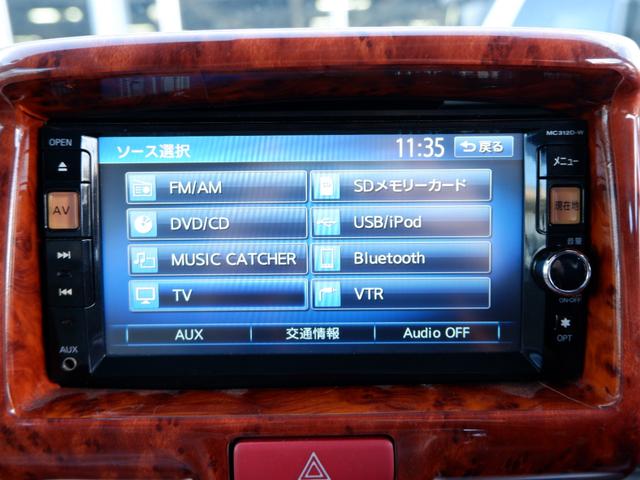 OPEN
MC312D-W
ソース選択
11:35
戻る
メニュー
AV
FM/AM
SDメモリーカード
現在地
DVD/CD
USB/iPod
音量
MUSIC CATCHER
Bluetooth
TV
VTR
ON•OFF
AUX
交通情報
Audio OFF
AUX
OPT